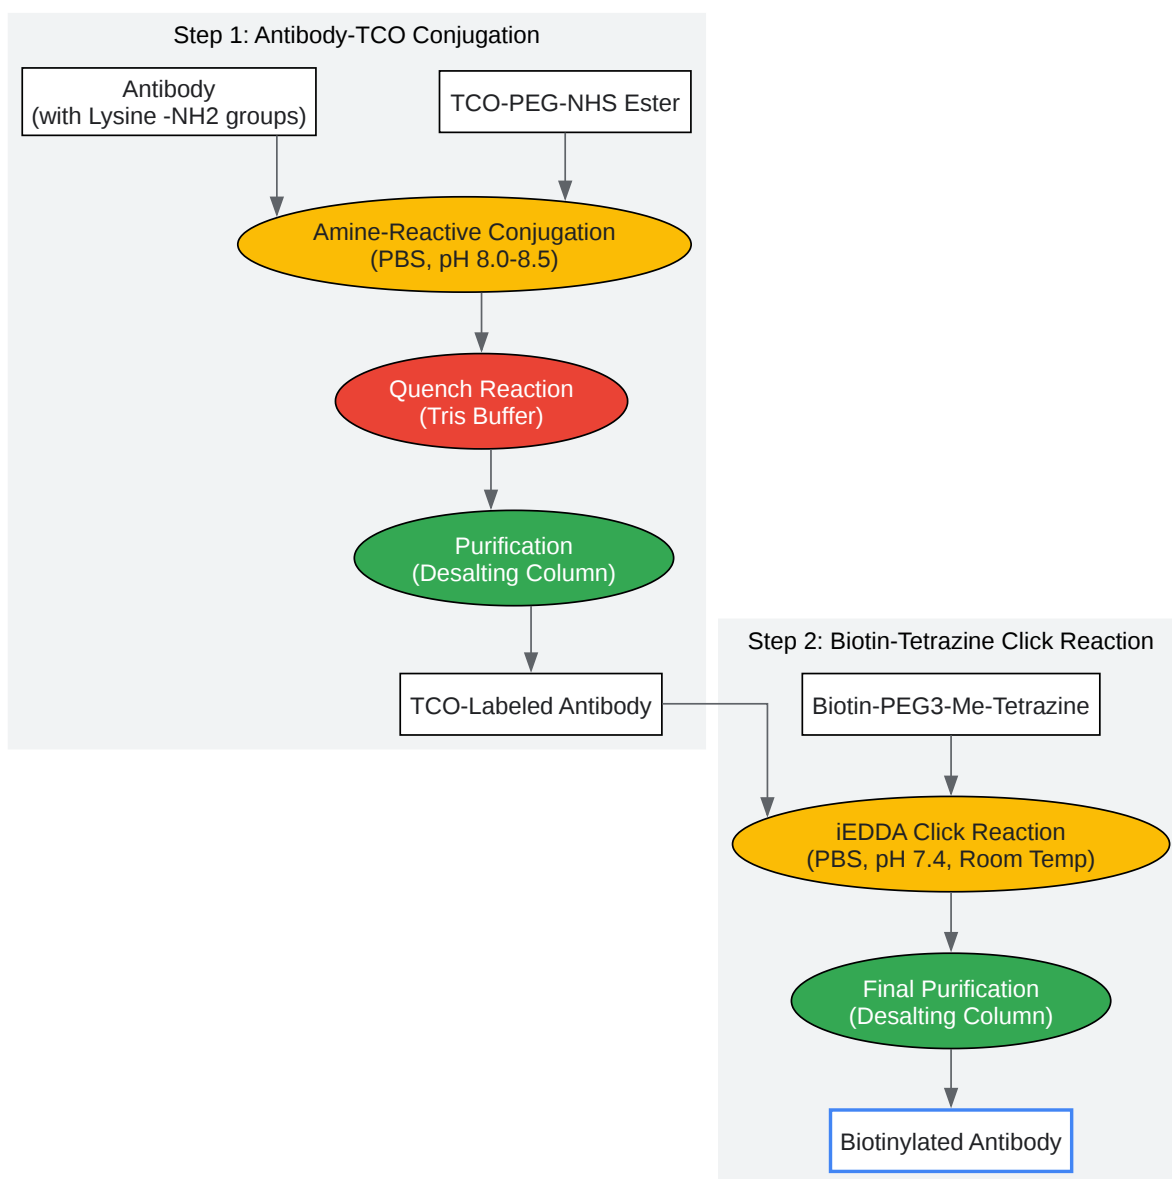 Step 1: Antibody-TCO Conjugation
Antibody
(with Lysine -NH2 groups)
TCO-PEG-NHS Ester
Amine-Reactive Conjugation
(PBS, pH 8.0-8.5)
Quench Reaction
(Tris Buffer)
Purification
(Desalting Column)
TCO-Labeled Antibody
Step 2: Biotin-Tetrazine Click Reaction
Biotin-PEG3-Me-Tetrazine
iEDDA Click Reaction
(PBS, pH 7.4, Room Temp)
Final Purification
(Desalting Column)
Biotinylated Antibody